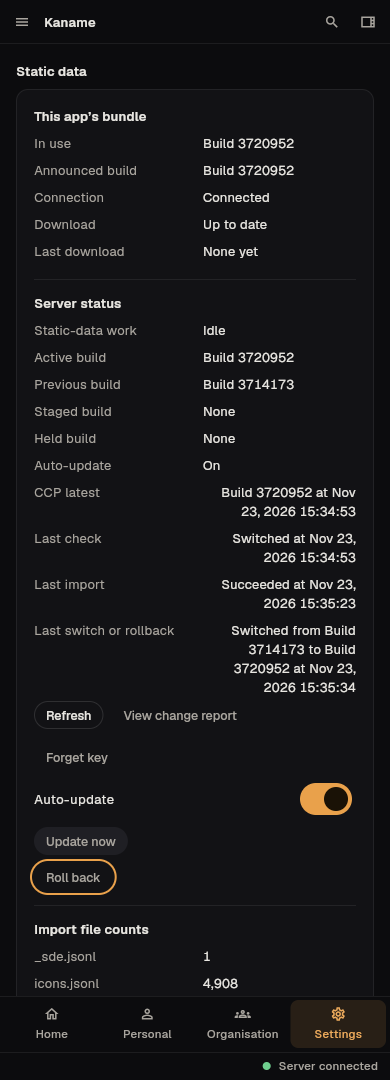 Kaname
Static data
This app's bundle
In use Build 3720952
Announced build Build 3720952
Connection Connected
Download Up to date
Last download None yet
Server status
Static-data work Idle
Active build Build 3720952
Previous build Build 3714173
Staged build None
Held build None
Auto-update On
CCP latest Build 3720952 at Nov
23, 2026 15:34:53
Last check Switched at Nov 23,
2026 15:34:53
Last import Succeeded at Nov 23,
2026 15:35:23
Last switch or rollback Switched from Build
3714173 to Build
3720952 at Nov 23,
2026 15:35:34
Refresh View change report
Forget key
Auto-update
Update now
Roll back
Import file counts
_sde.jsonl 1
icons.jsonl 4,908
Home Personal Organisation Settings
Server connected